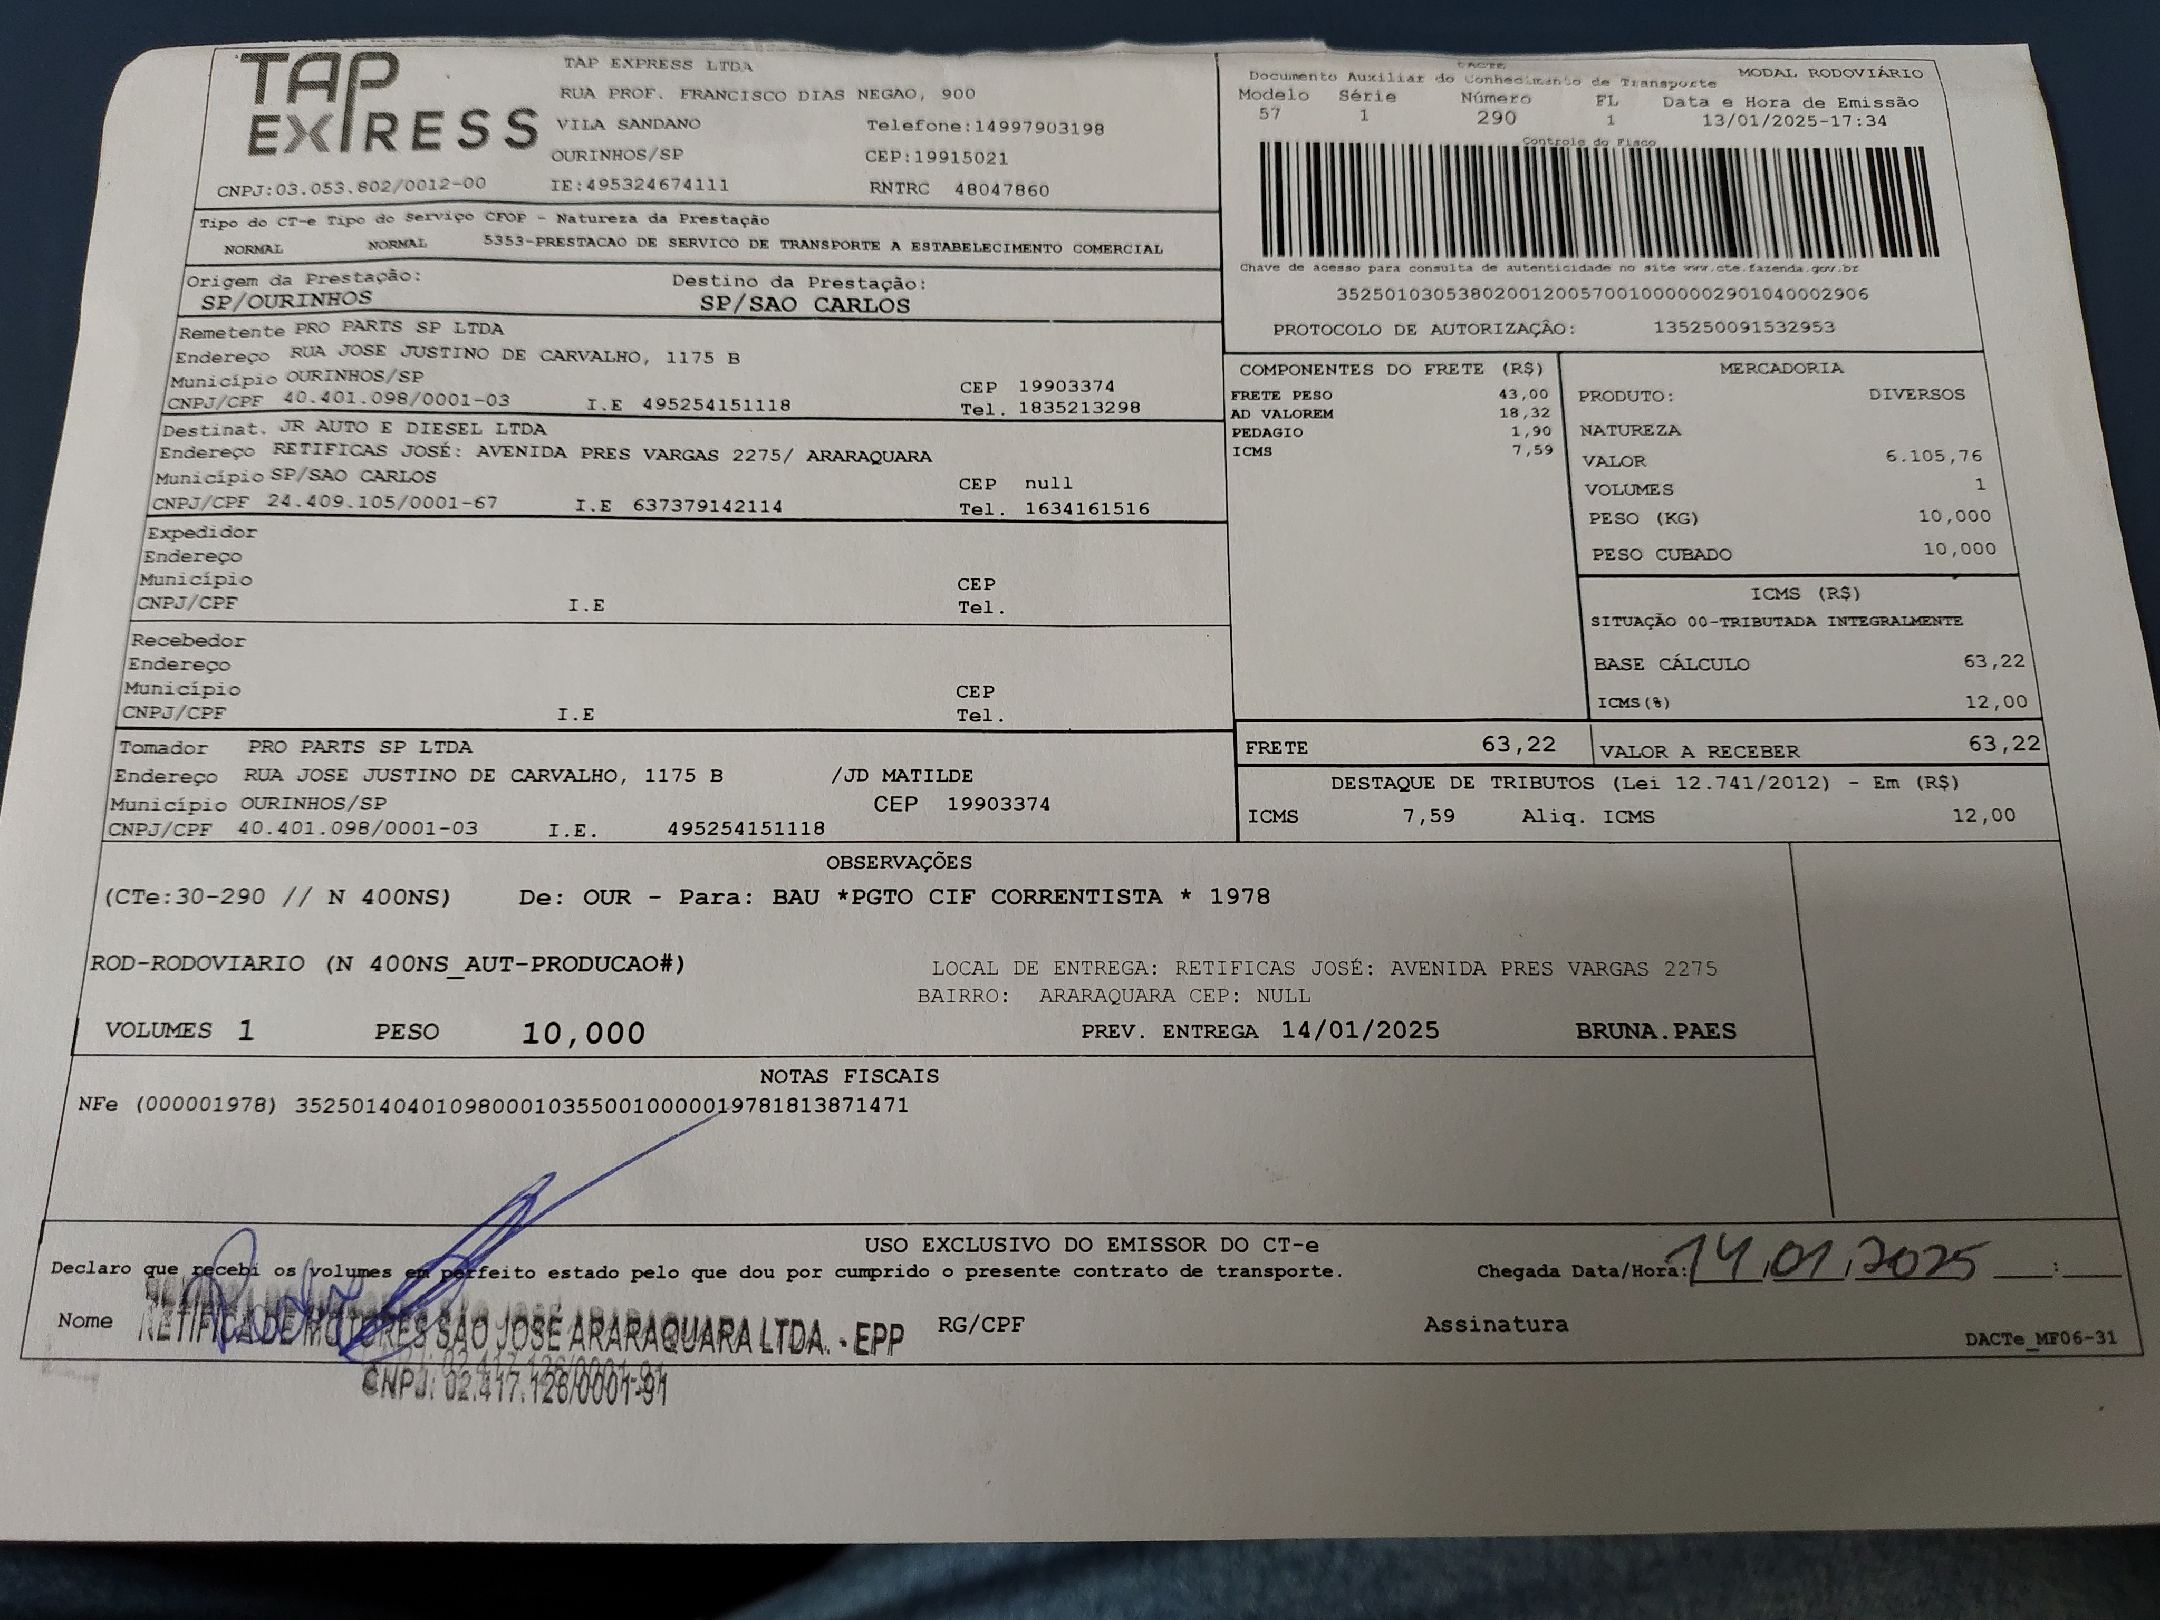 TAP EXPRESS
TAP EXPRESS LTDA
RUA PROF. FRANCISCO DIAS NEGAO, 900
VILA SANDANO Telefone:14997903198
OURINHOS/SP CEP:19915021
CNPJ:03.053.802/0012-00 IE:495324674111 RNTRC 48047860
DACTE
Documento Auxiliar do Conhecimento de Transporte MODAL RODOVIÁRIO
Modelo Série Número FL Data e Hora de Emissão
57 1 290 1 13/01/2025-17:34
Controle do Fisco
Chave de acesso para consulta de autenticidade no site www.cte.fazenda.gov.br
35250103053802001200570010000002901040002906
PROTOCOLO DE AUTORIZAÇÃO: 135250091532953
Tipo do CT-e Tipo do Serviço CFOP - Natureza da Prestação
NORMAL NORMAL 5353-PRESTACAO DE SERVICO DE TRANSPORTE A ESTABELECIMENTO COMERCIAL
Origem da Prestação: Destino da Prestação:
SP/OURINHOS SP/SAO CARLOS
Remetente PRO PARTS SP LTDA
Endereço RUA JOSE JUSTINO DE CARVALHO, 1175 B
Município OURINHOS/SP CEP 19903374
CNPJ/CPF 40.401.098/0001-03 I.E 495254151118 Tel. 1835213298
Destinat. JR AUTO E DIESEL LTDA
Endereço RETIFICAS JOSÉ: AVENIDA PRES VARGAS 2275/ ARARAQUARA
Município SP/SAO CARLOS CEP null
CNPJ/CPF 24.409.105/0001-67 I.E 637379142114 Tel. 1634161516
Expedidor
Endereço
Município CEP
CNPJ/CPF I.E Tel.
Recebedor
Endereço
Município CEP
CNPJ/CPF I.E Tel.
Tomador PRO PARTS SP LTDA
Endereço RUA JOSE JUSTINO DE CARVALHO, 1175 B /JD MATILDE
Município OURINHOS/SP CEP 19903374
CNPJ/CPF 40.401.098/0001-03 I.E. 495254151118
COMPONENTES DO FRETE (R$)
FRETE PESO 43,00
AD VALOREM 18,32
PEDAGIO 1,90
ICMS 7,59
MERCADORIA
PRODUTO: DIVERSOS
NATUREZA
VALOR 6.105,76
VOLUMES 1
PESO (KG) 10,000
PESO CUBADO 10,000
ICMS (R$)
SITUAÇÃO 00-TRIBUTADA INTEGRALMENTE
BASE CÁLCULO 63,22
ICMS(%) 12,00
FRETE 63,22 VALOR A RECEBER 63,22
DESTAQUE DE TRIBUTOS (Lei 12.741/2012) - Em (R$)
ICMS 7,59 Aliq. ICMS 12,00
OBSERVAÇÕES
(CTe:30-290 // N 400NS) De: OUR - Para: BAU *PGTO CIF CORRENTISTA * 1978
ROD-RODOVIARIO (N 400NS_AUT-PRODUCAO#) LOCAL DE ENTREGA: RETIFICAS JOSÉ: AVENIDA PRES VARGAS 2275
BAIRRO: ARARAQUARA CEP: NULL
VOLUMES 1 PESO 10,000 PREV. ENTREGA 14/01/2025 BRUNA.PAES
NOTAS FISCAIS
NFe (000001978) 35250140401098000103550010000019781813871471
USO EXCLUSIVO DO EMISSOR DO CT-e
Declaro que recebi os volumes em perfeito estado pelo que dou por cumprido o presente contrato de transporte. Chegada Data/Hora: 14,01,2025 :
Nome RETIFICA DE MOTORES SÃO JOSÉ ARARAQUARA LTDA. - EPP RG/CPF Assinatura
CNPJ: 02.417.126/0001-91
DACTe_MF06-31